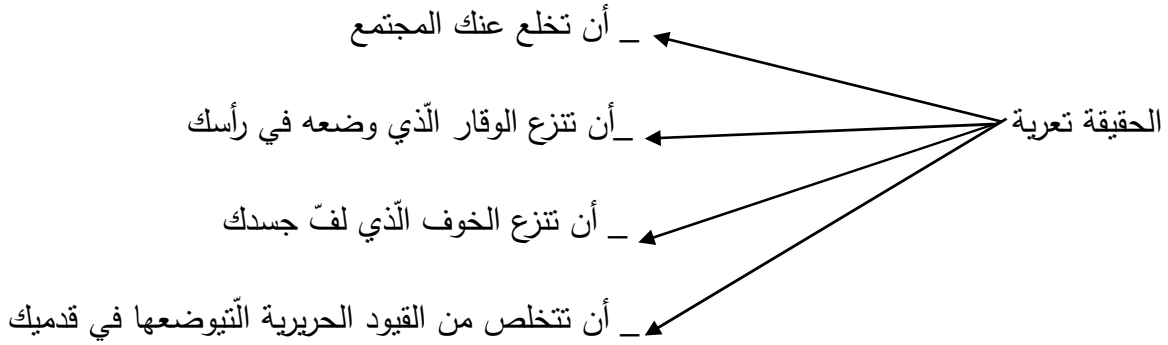 _ أن تخلع عنك المجتمع
الحقيقة تعرية
_أن تنزع الوقار الّذي وضعه في رأسك
_ أن تنزع الخوف الّذي لفّ جسدك
_ أن تتخلص من القيود الحريرية الّتيوضعها في قدميك